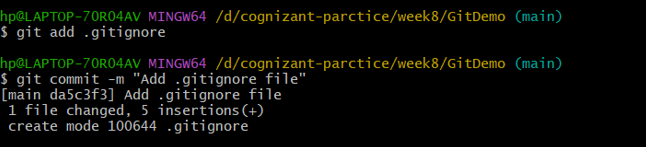 hp@LAPTOP-7ORO4AV MINGW64 /d/cognizant-parctice/week8/GitDemo (main)
$ git add .gitignore
hp@LAPTOP-7ORO4AV MINGW64 /d/cognizant-parctice/week8/GitDemo (main)
$ git commit -m "Add .gitignore file"
[main da5c3f3] Add .gitignore file
1 file changed, 5 insertions(+)
create mode 100644 .gitignore